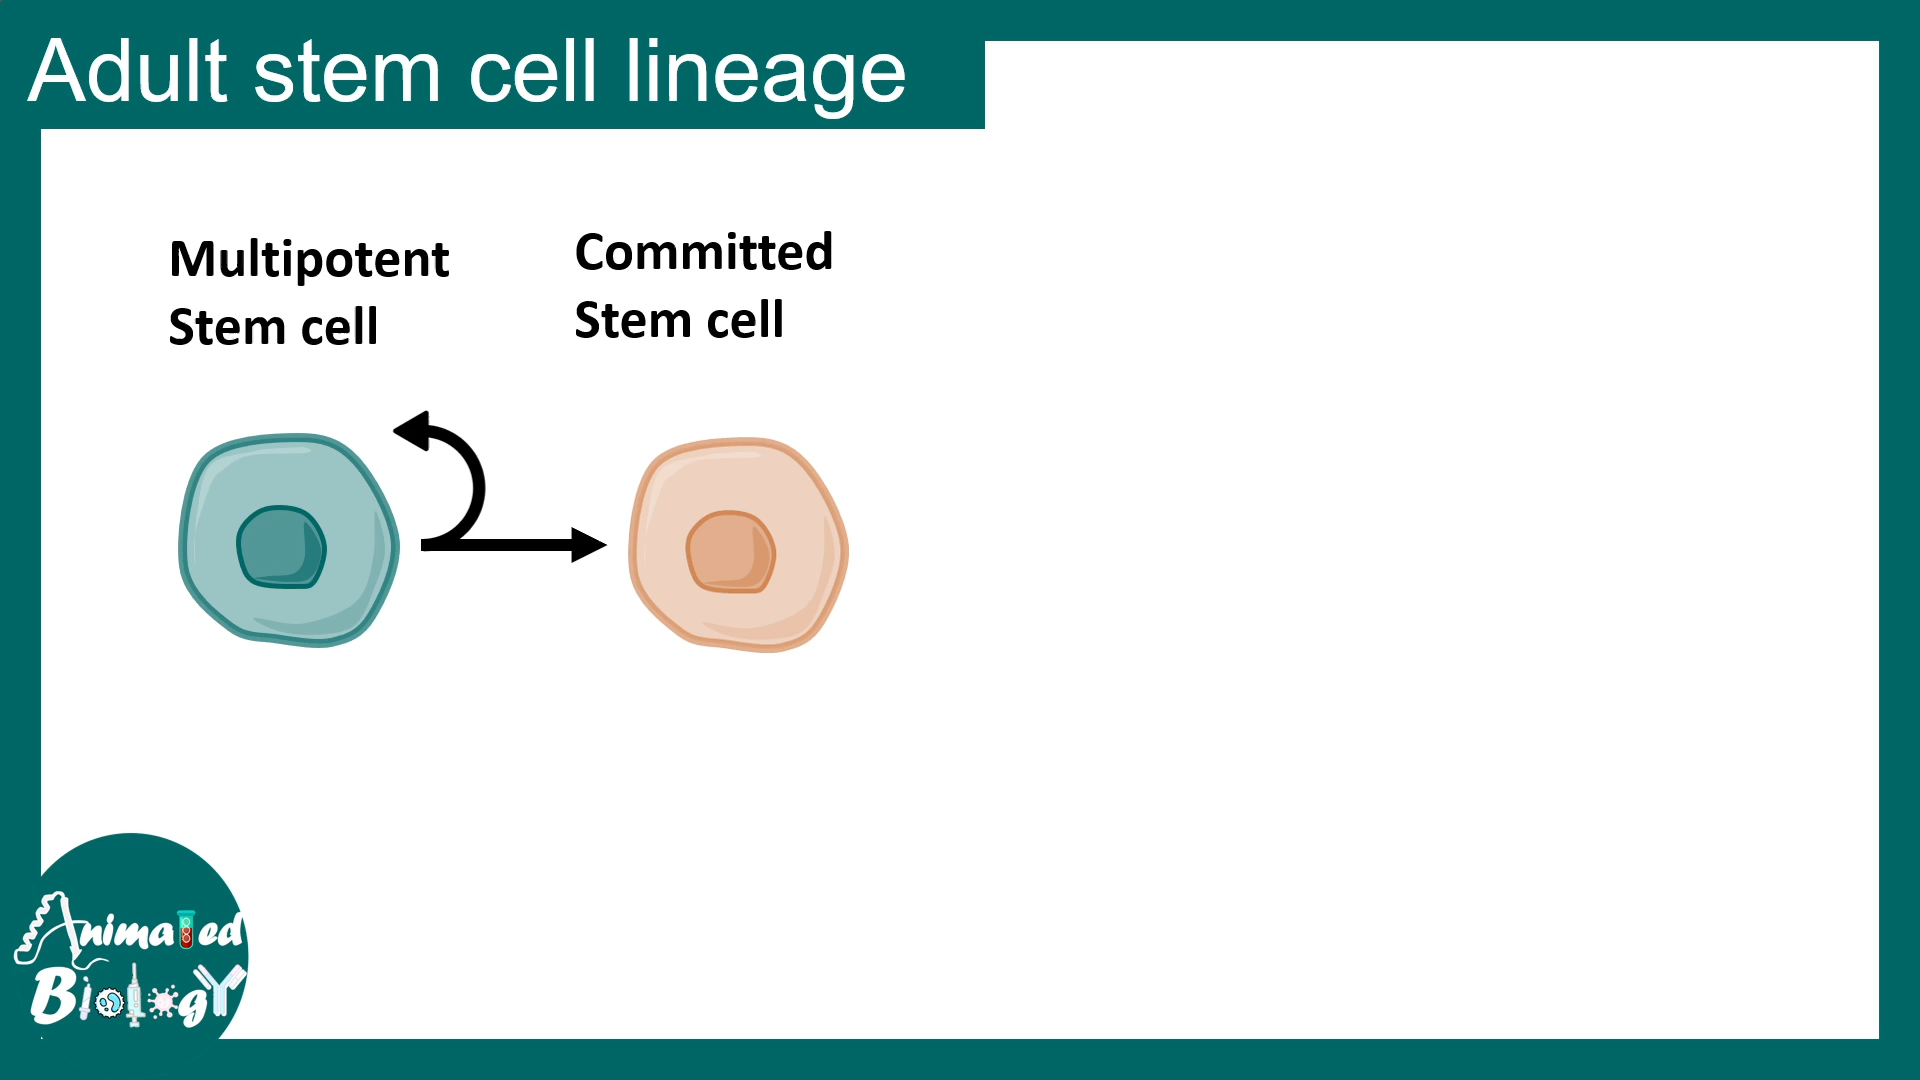 Adult stem cell lineage
Multipotent
Stem cell
Committed
Stem cell
Animated
Biology